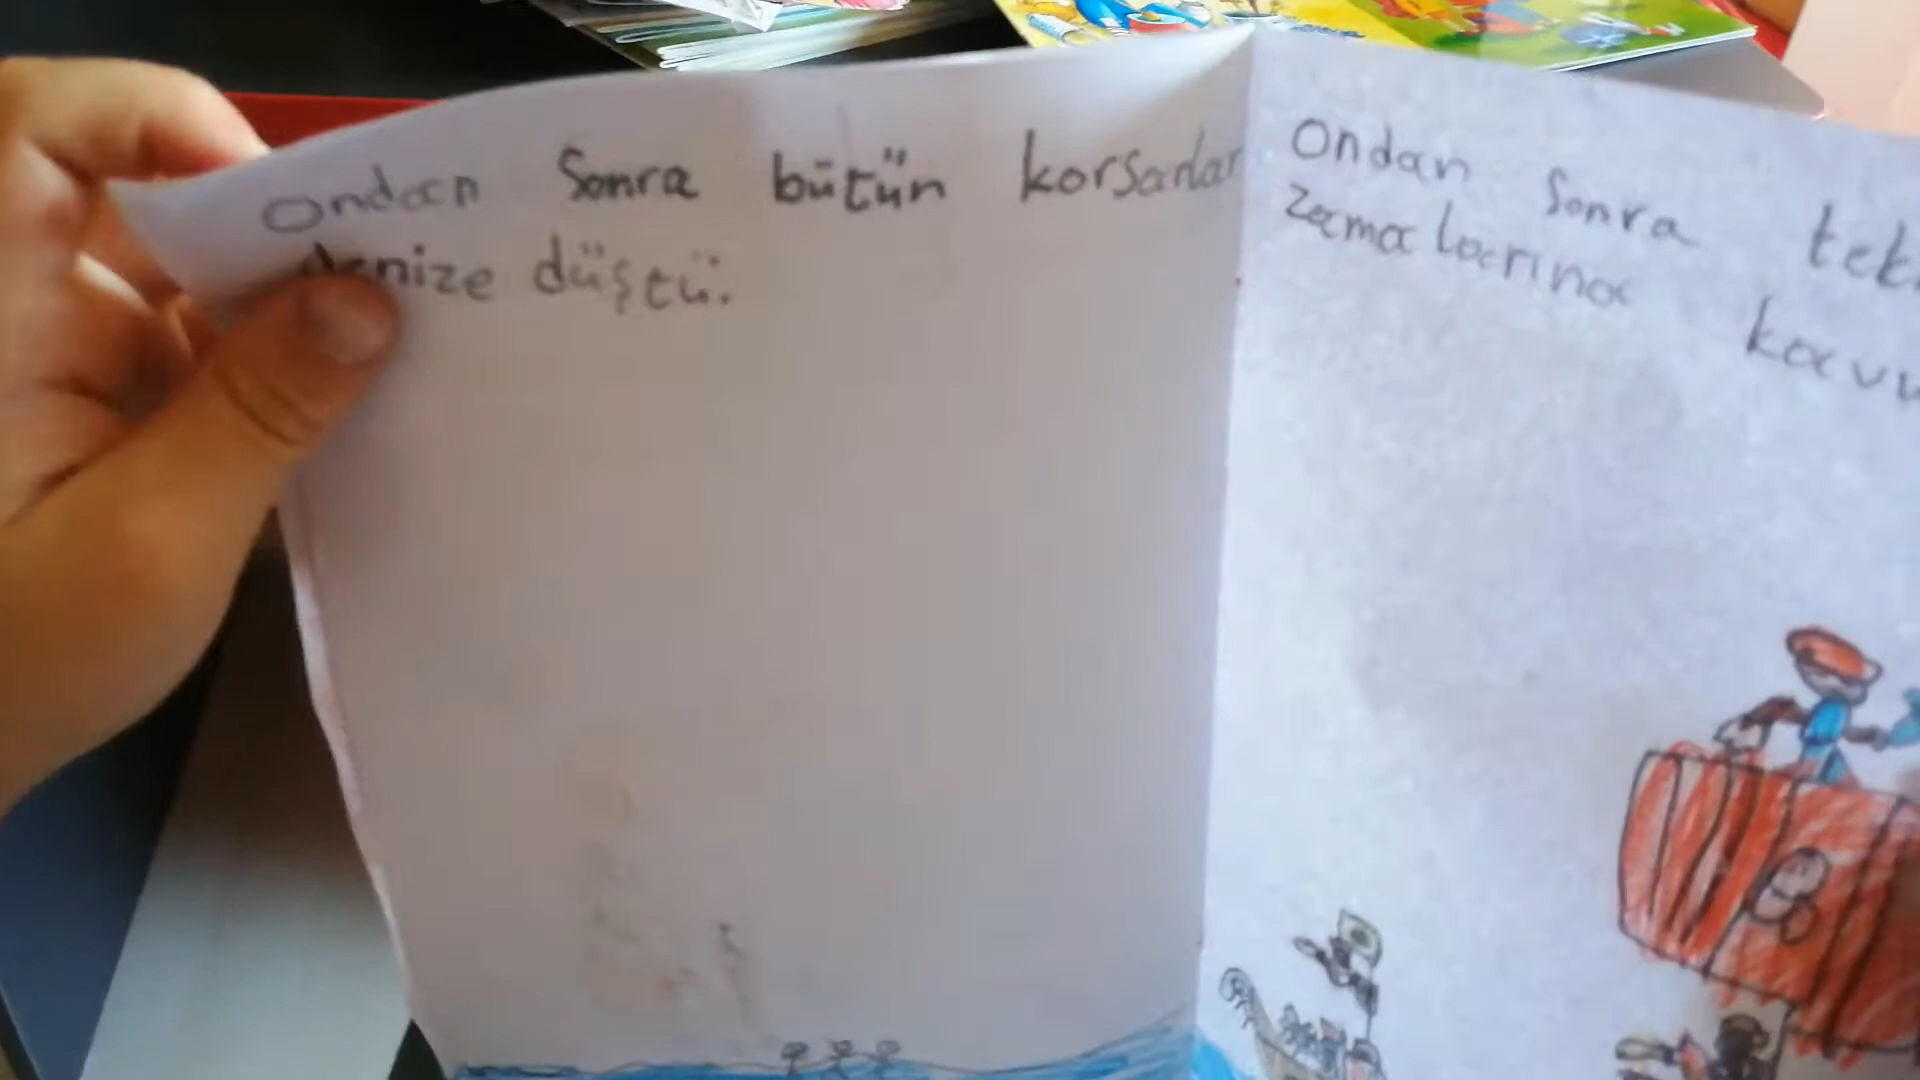 Ondan Sonra bütün korsanlar
denize düştü.
Ondan Sonra
zamalarına